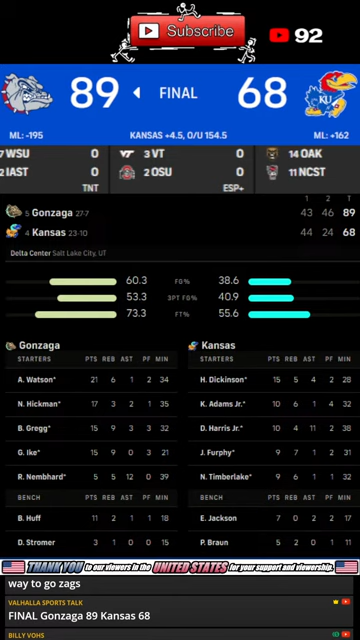 Subscribe
92
89
FINAL
68
ML: -195
KANSAS +4.5, O/U 154.5
ML: +162
7 WSU 0
2 IAST 0
TNT
3 VT 0
2 OSU 0
ESP+
14 OAK
11 NCST
1 2 T
5 Gonzaga 27-7 43 46 89
4 Kansas 23-10 44 24 68
Delta Center Salt Lake City, UT
60.3 FG% 38.6
53.3 3PT FG% 40.9
73.3 FT% 55.6
Gonzaga
STARTERS PTS REB AST PF MIN
A. Watson* 21 6 1 2 34
N. Hickman* 17 3 2 1 35
B. Gregg* 15 9 3 3 32
G. Ike* 15 9 0 3 21
R. Nembhard* 5 5 12 0 39
BENCH PTS REB AST PF MIN
B. Huff 11 2 1 1 18
D. Stromer 3 1 0 0 15
Kansas
STARTERS PTS REB AST PF MIN
H. Dickinson* 15 5 4 2 28
K. Adams Jr.* 10 6 1 4 32
D. Harris Jr.* 10 4 11 2 38
J. Furphy* 9 7 1 2 31
N. Timberlake* 9 6 1 1 32
BENCH PTS REB AST PF MIN
E. Jackson 7 0 2 2 17
P. Braun 5 2 0 1 11
THANK YOU to our viewers in the UNITED STATES for your support and viewership.
way to go zags
VALHALLA SPORTS TALK
FINAL Gonzaga 89 Kansas 68
BILLY VOHS